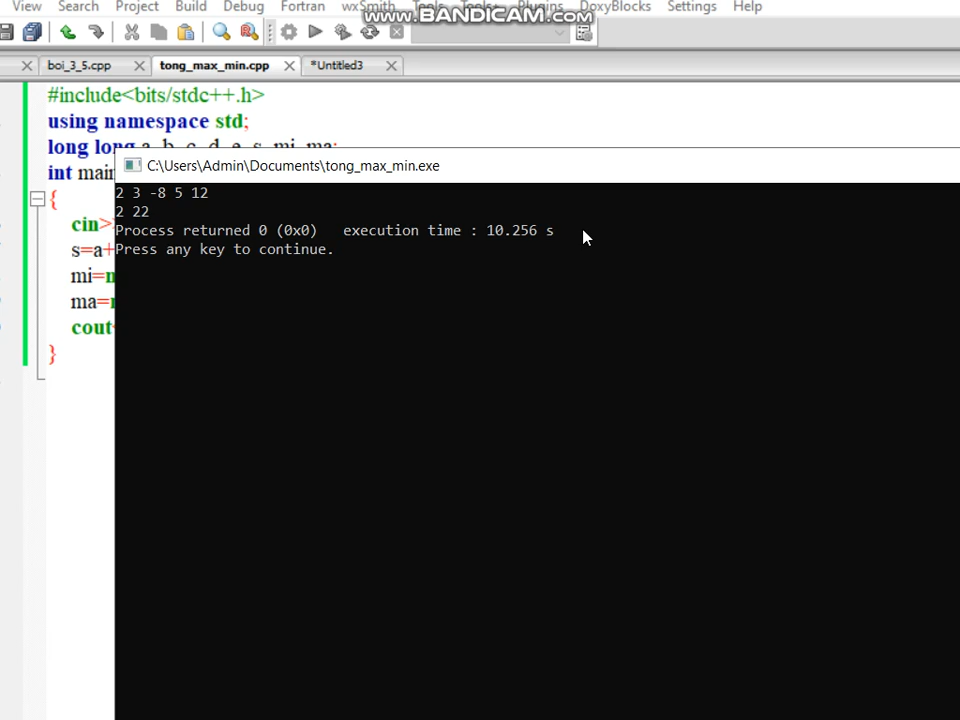 View Search Project Build Debug Fortran wxSmith Tools Tools+ Plugins DoxyBlocks Settings Help
www.BANDICAM.com
boi_3_5.cpp tong_max_min.cpp *Untitled3
#include<bits/stdc++.h>
using namespace std;
long long a, b, c, d, e, s, mi, ma;
int main
C:\Users\Admin\Documents\tong_max_min.exe
{
2 3 -8 5 12
2 22
cin>
Process returned 0 (0x0) execution time : 10.256 s
s=a+
Press any key to continue.
mi=
ma=
cout
}